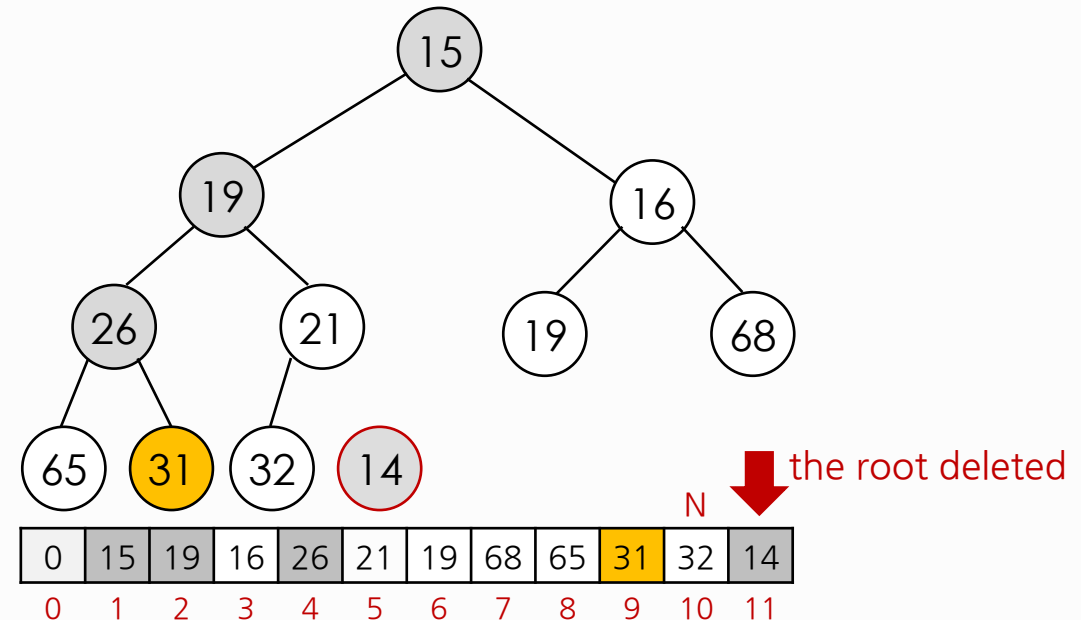 15
19 16
26 21 19 68
65 31 32 14
the root deleted
N
0 15 19 16 26 21 19 68 65 31 32 14
0 1 2 3 4 5 6 7 8 9 10 11